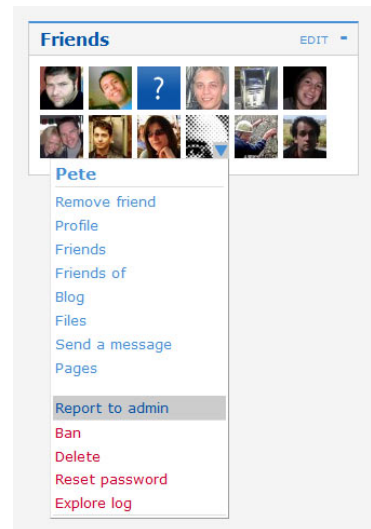 Friends EDIT -
?
Pete
Remove friend
Profile
Friends
Friends of
Blog
Files
Send a message
Pages
Report to admin
Ban
Delete
Reset password
Explore log